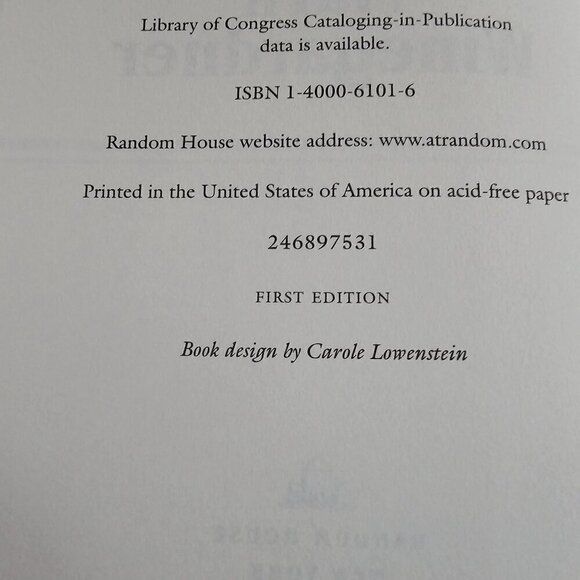 Library of Congress Cataloging-in-Publication
data is available.
ISBN 1-4000-6101-6
Random House website address: www.atrandom.com
Printed in the United States of America on acid-free paper
246897531
FIRST EDITION
Book design by Carole Lowenstein